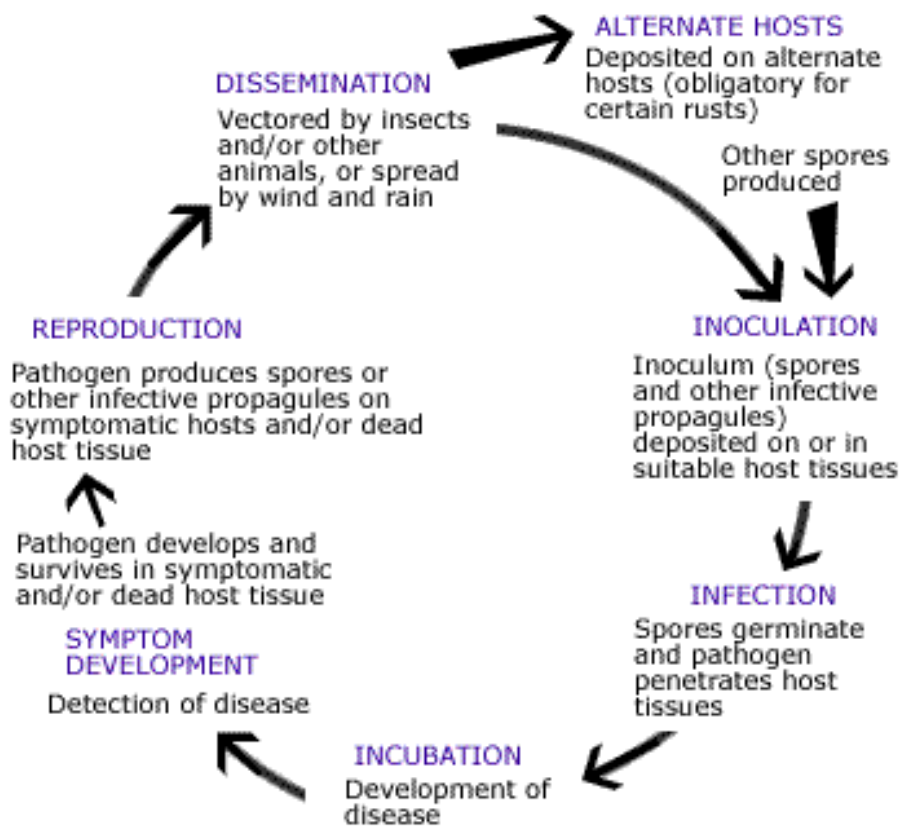 ALTERNATE HOSTS
Deposited on alternate
hosts (obligatory for
certain rusts)
DISSEMINATION
Vectored by insects
and/or other
animals, or spread
by wind and rain
Other spores
produced
REPRODUCTION
Pathogen produces spores or
other infective propagules on
symptomatic hosts and/or dead
host tissue
INOCULATION
Inoculum (spores
and other infective
propagules)
deposited on or in
suitable host tissues
Pathogen develops and
survives in symptomatic
and/or dead host tissue
SYMPTOM
DEVELOPMENT
Detection of disease
INFECTION
Spores germinate
and pathogen
penetrates host
tissues
INCUBATION
Development of
disease